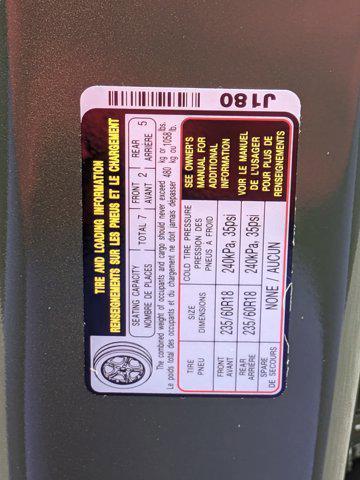 TIRE AND LOADING INFORMATION
RENSEIGNEMENTS SUR LES PNEUS ET LE CHARGEMENT
J180
SEATING CAPACITY
NOMBRE DE PLACES
TOTAL 7
FRONT
AVANT 2
REAR
ARRIÈRE 5
The combined weight of occupants and cargo should never exceed 480 kg or 1058 lbs.
Le poids total des occupants et du chargement ne doit jamais dépasser 480 kg ou 1058 lb.
TIRE
PNEU
SIZE
DIMENSIONS
COLD TIRE PRESSURE
PRESSION DES
PNEUS A FROID
FRONT
AVANT
235/60R18
240kPa, 35psi
REAR
ARRIÈRE
235/60R18
240kPa, 35psi
SPARE
DE SECOURS
NONE / AUCUN
SEE OWNER'S
MANUAL FOR
ADDITIONAL
INFORMATION
VOIR LE MANUEL
DE L'USAGER
POUR PLUS DE
RENSEIGNEMENTS